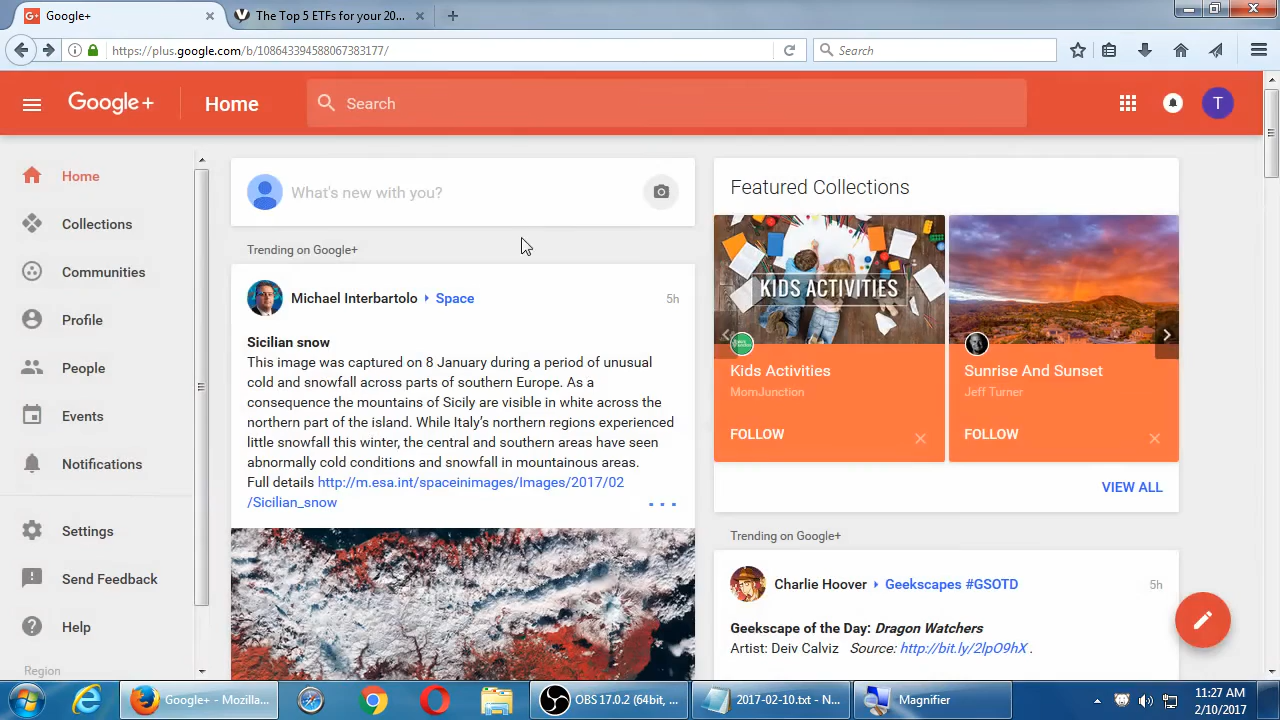 Google+
The Top 5 ETFs for your 20...
https://plus.google.com/b/108643394588067383177/
Search
Google+
Home
Search
T
Home
Collections
Communities
Profile
People
Events
Notifications
Settings
Send Feedback
Help
Region
What's new with you?
Trending on Google+
Michael Interbartolo
Space
5h
Sicilian snow
This image was captured on 8 January during a period of unusual
cold and snowfall across parts of southern Europe. As a
consequence the mountains of Sicily are visible in white across the
northern part of the island. While Italy's northern regions experienced
little snowfall this winter, the central and southern areas have seen
abnormally cold conditions and snowfall in mountainous areas.
Full details http://m.esa.int/spaceinimages/Images/2017/02
/Sicilian_snow
Featured Collections
KIDS ACTIVITIES
Kids Activities
MomJunction
FOLLOW
Sunrise And Sunset
Jeff Turner
FOLLOW
VIEW ALL
Trending on Google+
Charlie Hoover
Geekscapes #GSOTD
5h
Geekscape of the Day: Dragon Watchers
Artist: Deiv Calviz Source: http://bit.ly/2lpO9hX .
Google+ - Mozilla...
OBS 17.0.2 (64bit, ...
2017-02-10.txt - N...
Magnifier
11:27 AM
2/10/2017